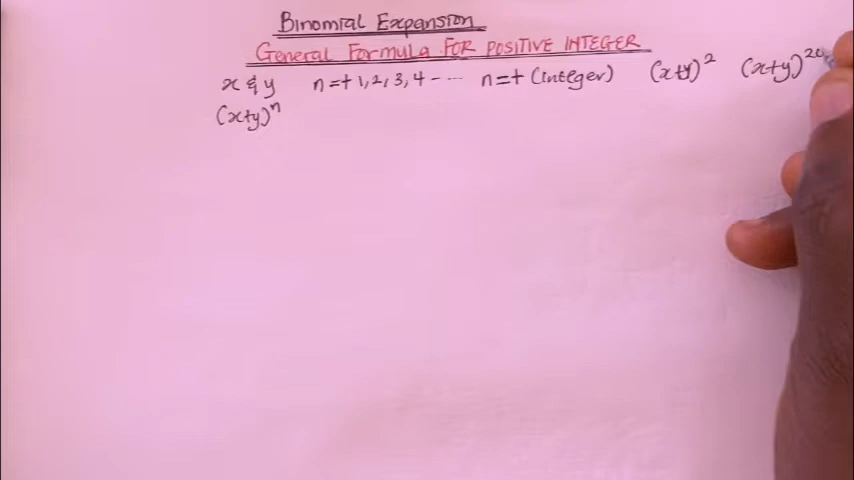 Binomial Expansion
General Formula FOR POSITIVE INTEGER
x & y n = + 1, 2, 3, 4 - ---- n = + (integer) (x+y)² (x+y)²⁰
(x+y)ⁿ